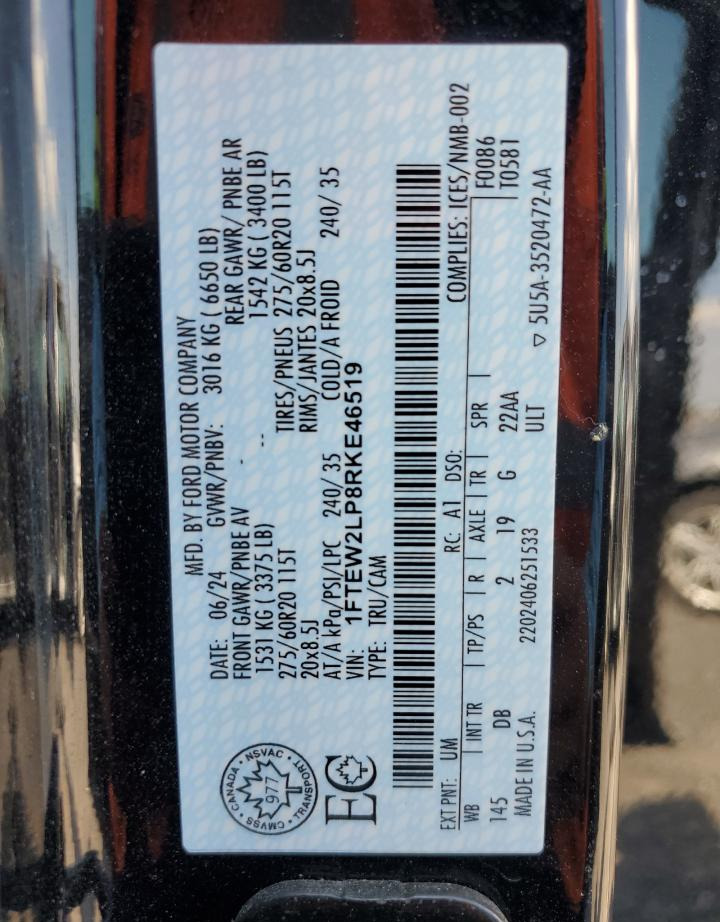 MFD. BY FORD MOTOR COMPANY
DATE: 06/24 GVWR/PNBV: 3016 KG ( 6650 LB)
FRONT GAWR/PNBE AV REAR GAWR/ PNBE AR
1531 KG ( 3375 LB) -- 1542 KG ( 3400 LB)
275/60R20 115T TIRES/PNEUS 275/60R20 115T
20x8.5J RIMS/JANTES 20x8.5J
AT/A kPa/PSI/LPC 240/ 35 COLD/A FROID 240/ 35
VIN: 1FTEW2LP8RKE46519
TYPE: TRU/CAM
CANADA · NSVAC · TRANSPORT · CMVSS
977
EC
EXT PNT: UM RC: A1 DSO: COMPLIES: ICES/NMB-002
WB | INT TR | TP/PS | R | AXLE | TR | SPR | F0086
145 DB 2 19 G 22AA T0581
MADE IN U.S.A. 2202406251533 ULT ▽ 5U5A-3520472-AA